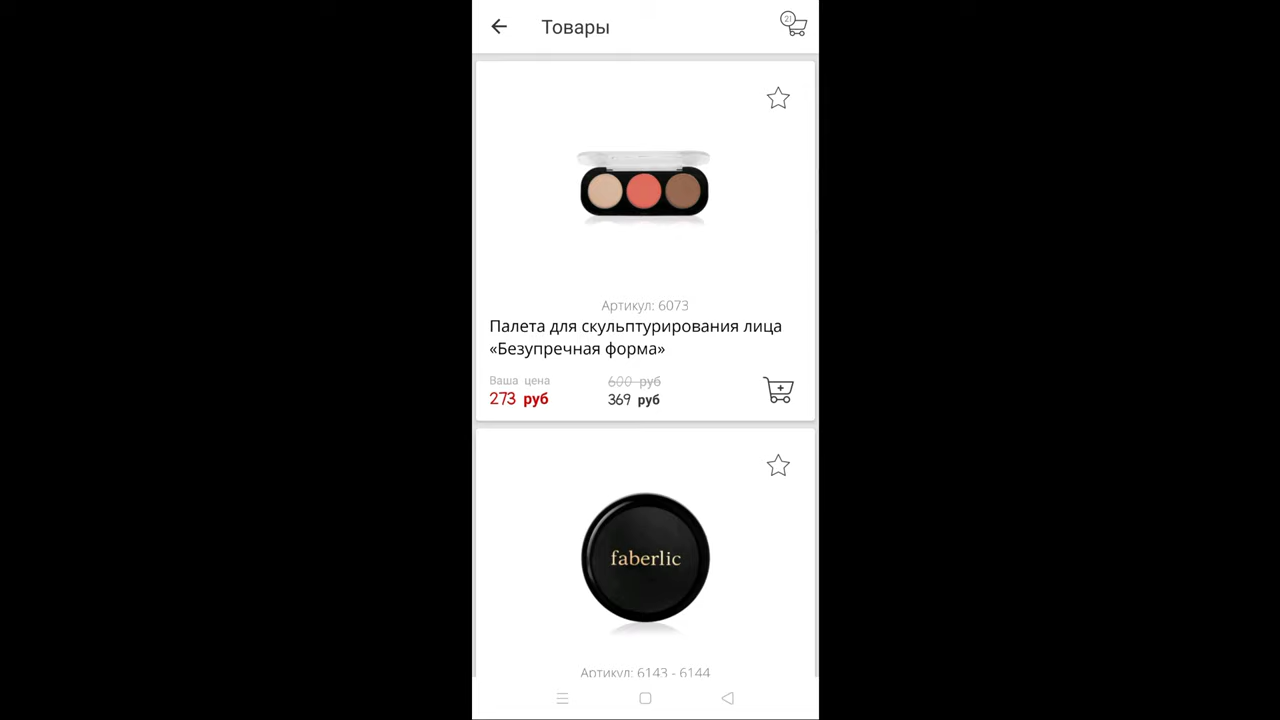 Товары
21
Артикул: 6073
Палета для скульптурирования лица
«Безупречная форма»
Ваша цена
600 руб
273 руб
369 руб
faberlic
Артикул: 6143 - 6144